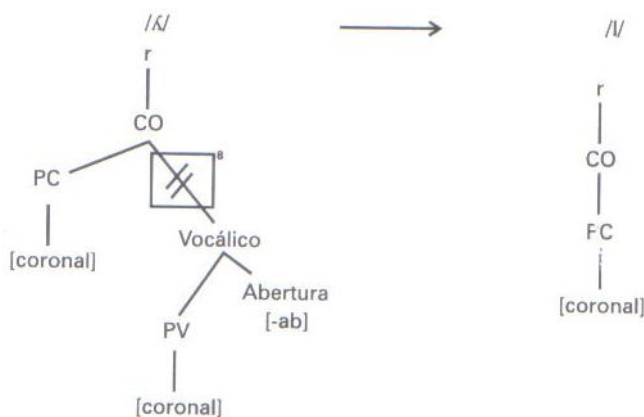 /ʎ/ /l/
r
r
CO
CO
8
PC
PC
Vocálico
[coronal]
Abertura
[-ab]
[coronal]
PV
[coronal]